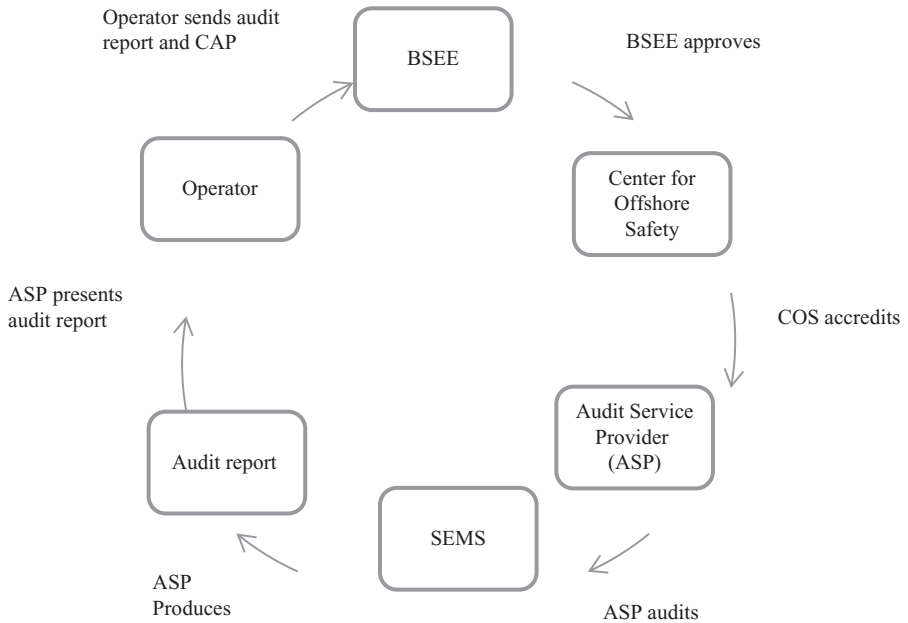 Operator sends audit
report and CAP
BSEE
BSEE approves
Operator
Center for
Offshore
Safety
ASP presents
audit report
COS accredits
Audit report
Audit Service
Provider
(ASP)
SEMS
ASP
Produces
ASP audits